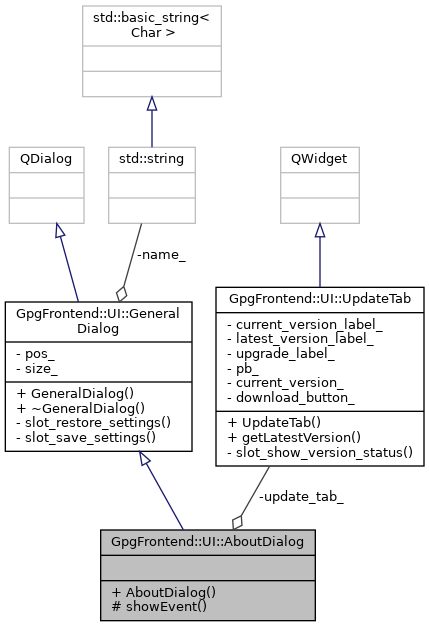 std::basic_string<
Char >
QDialog
std::string
QWidget
-name_
GpgFrontend::UI::General
Dialog
- pos_
- size_
+ GeneralDialog()
+ ~GeneralDialog()
- slot_restore_settings()
- slot_save_settings()
GpgFrontend::UI::UpdateTab
- current_version_label_
- latest_version_label_
- upgrade_label_
- pb_
- current_version_
- download_button_
+ UpdateTab()
+ getLatestVersion()
- slot_show_version_status()
-update_tab_
GpgFrontend::UI::AboutDialog
+ AboutDialog()
# showEvent()